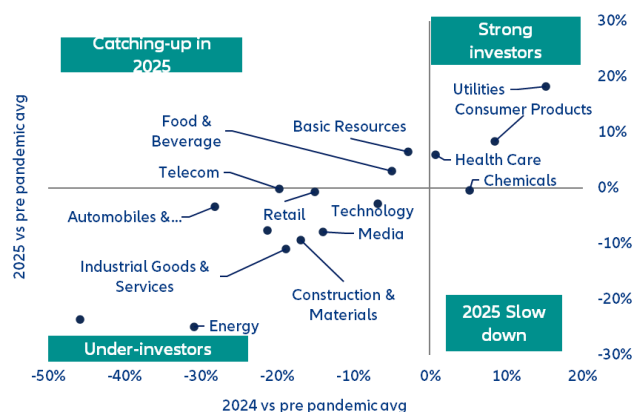 30%
Catching-up in
2025
Strong
investors
20%
Utilities
Consumer Products
Food &
Beverage
Basic Resources
10%
Telecom
Health Care
Chemicals
0%
Automobiles &...
Retail
Technology
Media
-10%
Industrial Goods &
Services
Construction &
Materials
2025 Slow
down
-20%
Energy
Under-investors
-30%
-50%
-40%
-30%
-20%
-10%
0%
10%
20%
2024 vs pre pandemic avg
2025 vs pre pandemic avg